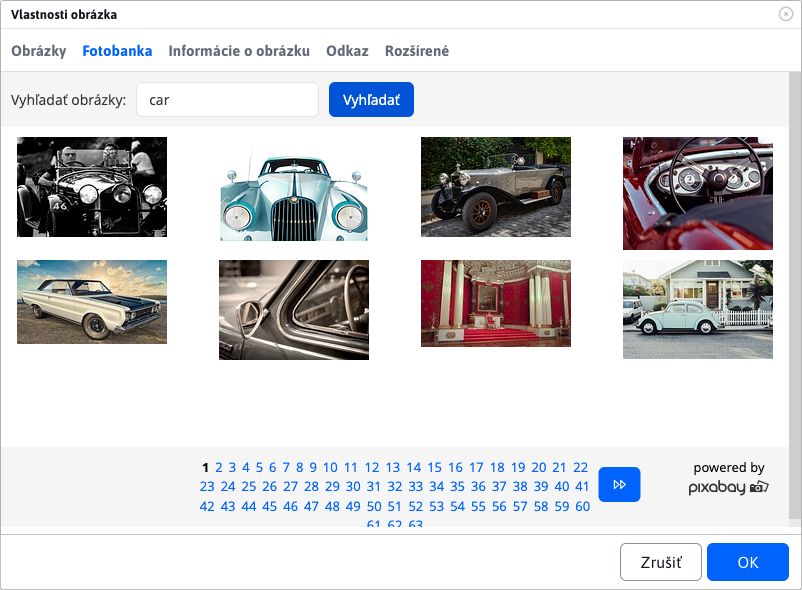 Vlastnosti obrázka
Obrázky Fotobanka Informácie o obrázku Odkaz Rozšírené
Vyhľadať obrázky: car Vyhľadať
46
1 2 3 4 5 6 7 8 9 10 11 12 13 14 15 16 17 18 19 20 21 22
23 24 25 26 27 28 29 30 31 32 33 34 35 36 37 38 39 40 41
42 43 44 45 46 47 48 49 50 51 52 53 54 55 56 57 58 59 60
61 62 63
powered by
pixabay
Zrušiť OK